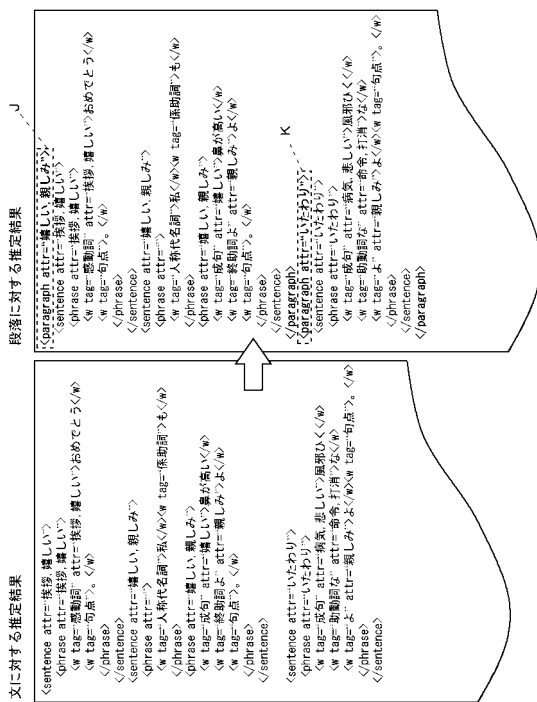 文に対する推定結果
<sentence attr="挨拶, 嬉しい">
<phrase attr="挨拶, 嬉しい">
<w tag="感動詞" attr="挨拶, 嬉しい">おめでとう</w>
<w tag="句点">。</w>
</phrase>
</sentence>
<sentence attr="嬉しい, 親しみ">
<phrase attr="">
<w tag="人称代名詞">私</w><w tag="係助詞">も</w>
</phrase>
<phrase attr="嬉しい, 親しみ">
<w tag="成句" attr="嬉しい">鼻が高い</w>
<w tag="終助詞よ" attr="親しみ">よ</w>
<w tag="句点">。</w>
</phrase>
</sentence>
<sentence attr="いたわり">
<phrase attr="いたわり">
<w tag="成句" attr="病気, 悲しい">風邪ひく</w>
<w tag="助動詞な" attr="命令, 打消">な</w>
<w tag="よ" attr="親しみ">よ</w><w tag="句点">。</w>
</phrase>
</sentence>
段落に対する推定結果
J
<paragraph attr="嬉しい, 親しみ">
<sentence attr="挨拶, 嬉しい">
<phrase attr="挨拶, 嬉しい">
<w tag="感動詞" attr="挨拶, 嬉しい">おめでとう</w>
<w tag="句点">。</w>
</phrase>
</sentence>
<sentence attr="嬉しい, 親しみ">
<phrase attr="">
<w tag="人称代名詞">私</w><w tag="係助詞">も</w>
</phrase>
<phrase attr="嬉しい, 親しみ">
<w tag="成句" attr="嬉しい">鼻が高い</w>
<w tag="終助詞よ" attr="親しみ">よ</w>
<w tag="句点">。</w>
</phrase>
</sentence>
</paragraph>
K
<paragraph attr="いたわり">
<sentence attr="いたわり">
<phrase attr="いたわり">
<w tag="成句" attr="病気, 悲しい">風邪ひく</w>
<w tag="助動詞な" attr="命令, 打消">な</w>
<w tag="よ" attr="親しみ">よ</w><w tag="句点">。</w>
</phrase>
</sentence>
</paragraph>